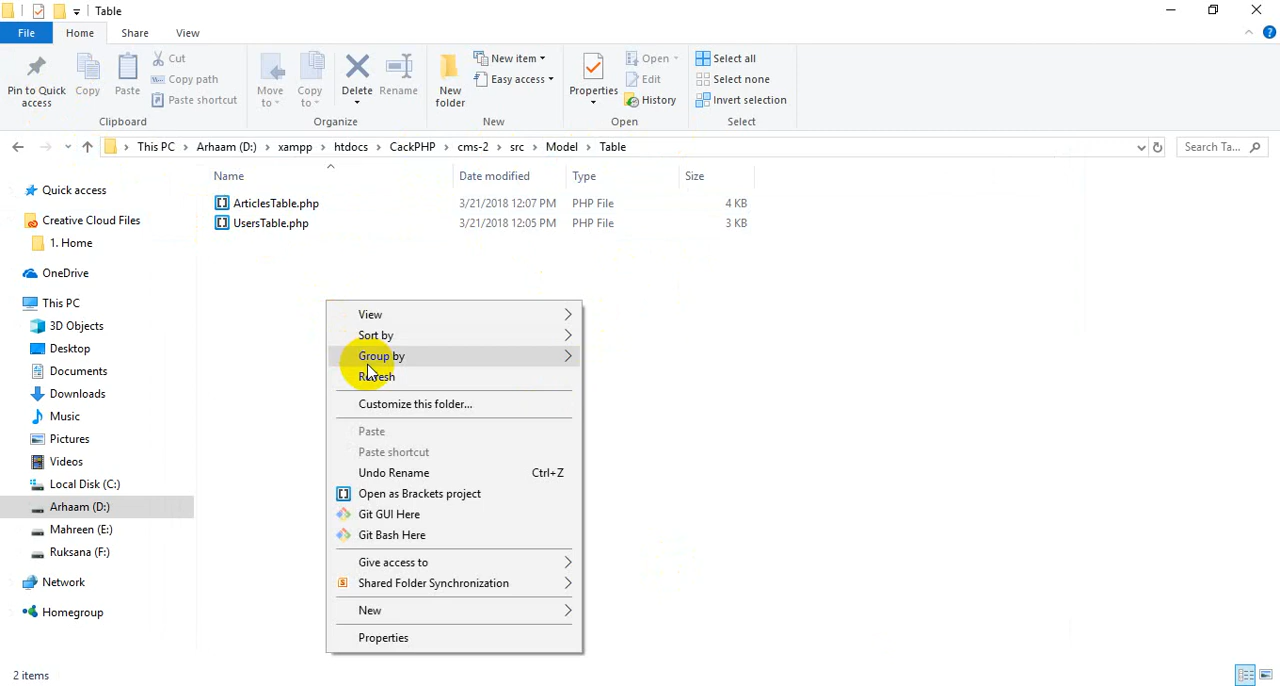 Table
File Home Share View
Pin to Quick access
Copy
Paste
Cut
Copy path
Paste shortcut
Clipboard
Move to
Copy to
Delete
Rename
Organize
New folder
New item
Easy access
New
Properties
Open
Edit
History
Open
Select all
Select none
Invert selection
Select
This PC Arhaam (D:) xampp htdocs CackPHP cms-2 src Model Table
Search Ta...
Name Date modified Type Size
ArticlesTable.php 3/21/2018 12:07 PM PHP File 4 KB
UsersTable.php 3/21/2018 12:05 PM PHP File 3 KB
Quick access
Creative Cloud Files
1. Home
OneDrive
This PC
3D Objects
Desktop
Documents
Downloads
Music
Pictures
Videos
Local Disk (C:)
Arhaam (D:)
Mahreen (E:)
Ruksana (F:)
Network
Homegroup
View
Sort by
Group by
Refresh
Customize this folder...
Paste
Paste shortcut
Undo Rename Ctrl+Z
Open as Brackets project
Git GUI Here
Git Bash Here
Give access to
Shared Folder Synchronization
New
Properties
2 items